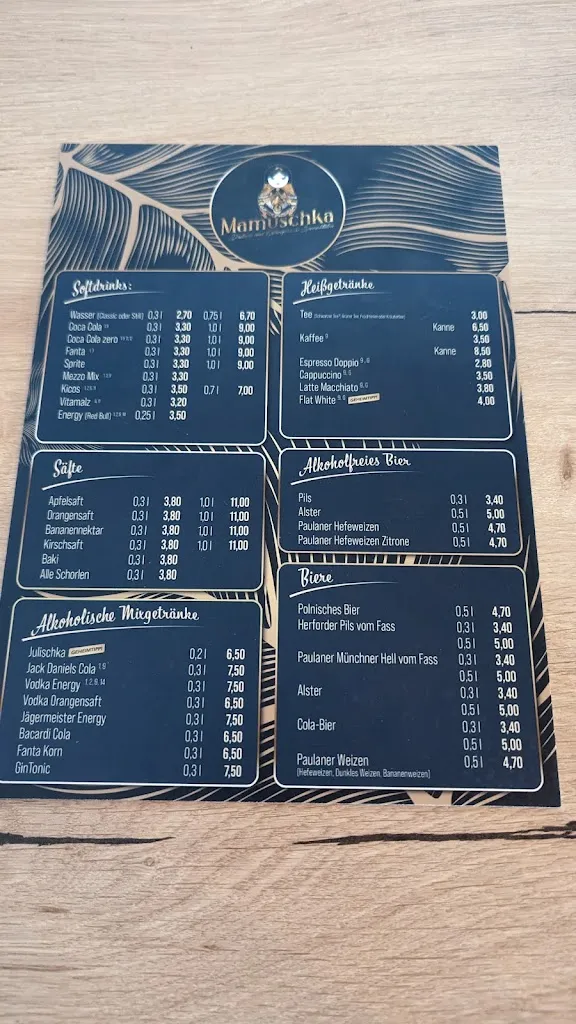 Mamuschka
Softdrinks:
Wasser (Classic oder Still) 0,3 l 2,70 0,75 l 6,70
Coca Cola 0,3 l 3,30 1,0 l 9,00
Coca Cola zero 0,3 l 3,30 1,0 l 9,00
Fanta 0,3 l 3,30 1,0 l 9,00
Sprite 0,3 l 3,30 1,0 l 9,00
Mezzo Mix 0,3 l 3,30
Kicos 0,3 l 3,50 0,7 l 7,00
Vitamalz 0,3 l 3,20
Energy (Red Bull) 0,25 l 3,50
Säfte
Apfelsaft 0,3 l 3,80 1,0 l 11,00
Orangensaft 0,3 l 3,80 1,0 l 11,00
Bananennektar 0,3 l 3,80 1,0 l 11,00
Kirschsaft 0,3 l 3,80 1,0 l 11,00
Baki 0,3 l 3,80
Alle Schorlen 0,3 l 3,80
Alkoholische Mixgetränke
Julischka GEHEIMTIPP! 0,2 l 6,50
Jack Daniels Cola 0,3 l 7,50
Vodka Energy 0,3 l 7,50
Vodka Orangensaft 0,3 l 6,50
Jägermeister Energy 0,3 l 7,50
Bacardi Cola 0,3 l 6,50
Fanta Korn 0,3 l 6,50
GinTonic 0,3 l 7,50
Heißgetränke
Tee 3,00
Kanne 6,50
Kaffee 9 3,50
Kanne 8,50
Espresso Doppio 2,80
Cappuccino 3,50
Latte Macchiato 3,80
Flat White GEHEIMTIPP! 4,00
Alkoholfreies Bier
Pils 0,3 l 3,40
Alster 0,5 l 5,00
Paulaner Hefeweizen 0,5 l 4,70
Paulaner Hefeweizen Zitrone 0,5 l 4,70
Biere
Polnisches Bier 0,5 l 4,70
Herforder Pils vom Fass 0,3 l 3,40
0,5 l 5,00
Paulaner Münchner Hell vom Fass 0,3 l 3,40
0,5 l 5,00
Alster 0,3 l 3,40
0,5 l 5,00
Cola-Bier 0,3 l 3,40
0,5 l 5,00
Paulaner Weizen 0,5 l 4,70
(Hefeweizen, Dunkles Weizen, Bananenweizen)